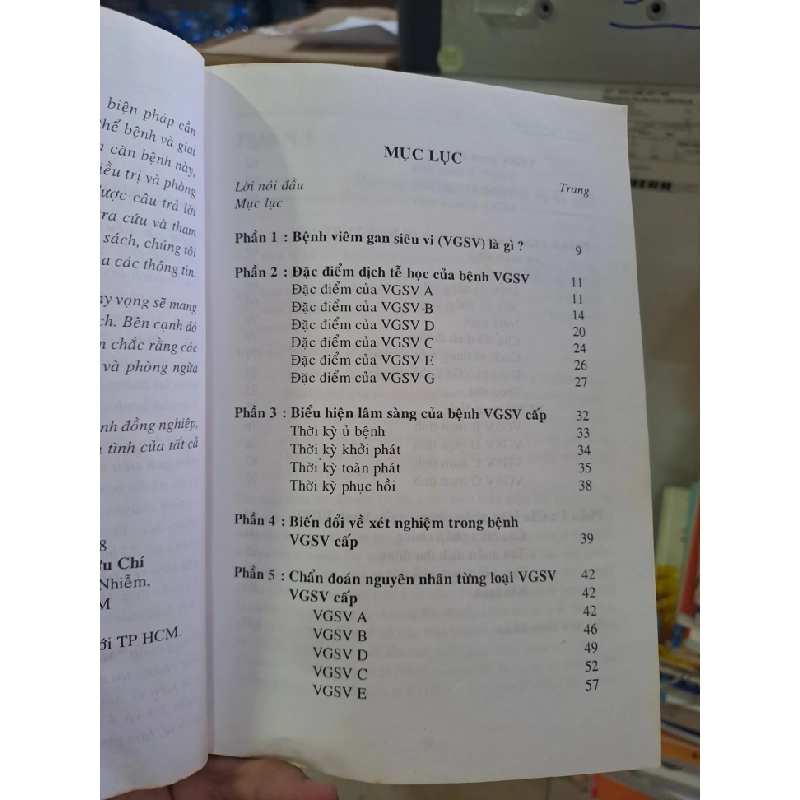 biện pháp cần
hế bệnh và giai
căn bệnh này,
iều trị và phòng
được câu trả lời
ra cứu và tham
sách, chúng tôi
a các thông tin.
y vọng sẽ mang
ch. Bên cạnh đó
chắc rằng các
và phòng ngừa
nh đồng nghiệp,
tình của tất cả
8
ưu Chí
Nhiễm,
M
ới TP HCM.
MỤC LỤC
Trang
Lời nói đầu
Mục lục
Phần 1 : Bệnh viêm gan siêu vi (VGSV) là gì ? 9
Phần 2 : Đặc điểm dịch tễ học của bệnh VGSV 11
Đặc điểm của VGSV A 11
Đặc điểm của VGSV B 14
Đặc điểm của VGSV D 20
Đặc điểm của VGSV C 24
Đặc điểm của VGSV E 26
Đặc điểm của VGSV G 27
Phần 3 : Biểu hiện lâm sàng của bệnh VGSV cấp 32
Thời kỳ ủ bệnh 33
Thời kỳ khởi phát 34
Thời kỳ toàn phát 35
Thời kỳ phục hồi 38
Phần 4 : Biến đổi về xét nghiệm trong bệnh
VGSV cấp 39
Phần 5 : Chẩn đoán nguyên nhân từng loại VGSV 42
VGSV cấp 42
VGSV A 42
VGSV B 46
VGSV D 49
VGSV C 52
VGSV E 57